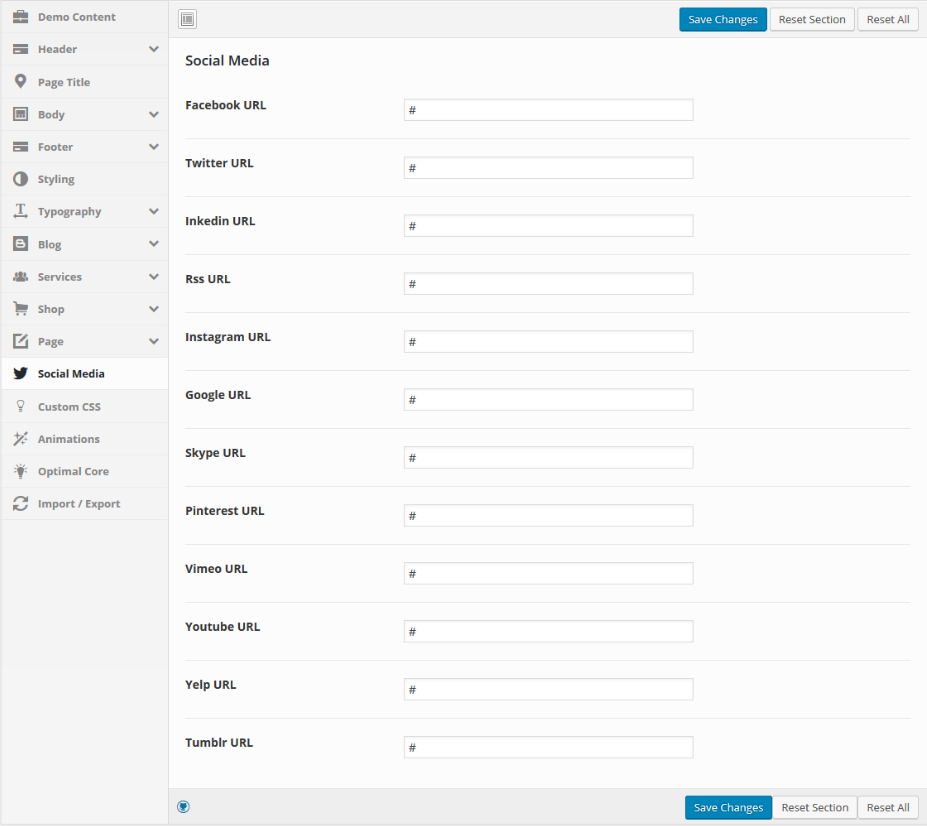 Demo Content
Header
Page Title
Body
Footer
Styling
Typography
Blog
Services
Shop
Page
Social Media
Custom CSS
Animations
Optimal Core
Import / Export
Save Changes Reset Section Reset All
Social Media
Facebook URL #
Twitter URL #
Inkedin URL #
Rss URL #
Instagram URL #
Google URL #
Skype URL #
Pinterest URL #
Vimeo URL #
Youtube URL #
Yelp URL #
Tumblr URL #
Save Changes Reset Section Reset All